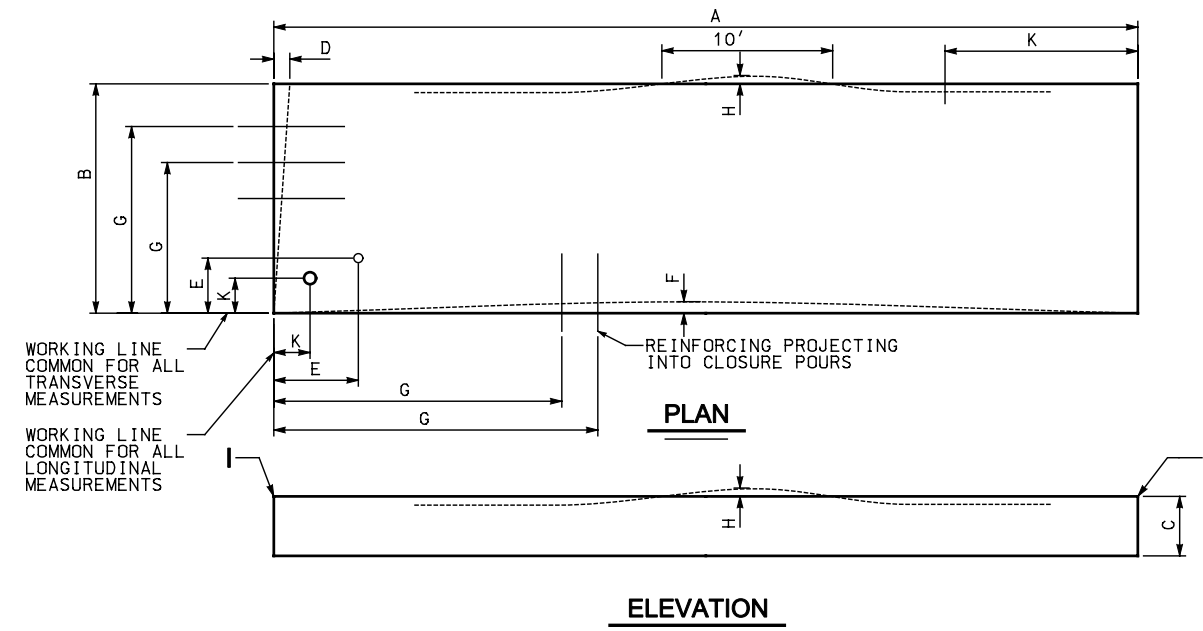 A
10'
K
D
H
B
G
G
E
K
F
WORKING LINE
COMMON FOR ALL
TRANSVERSE
MEASUREMENTS
K
E
REINFORCING PROJECTING
INTO CLOSURE POURS
G
G
PLAN
WORKING LINE
COMMON FOR ALL
LONGITUDINAL
MEASUREMENTS
I
H
C
ELEVATION